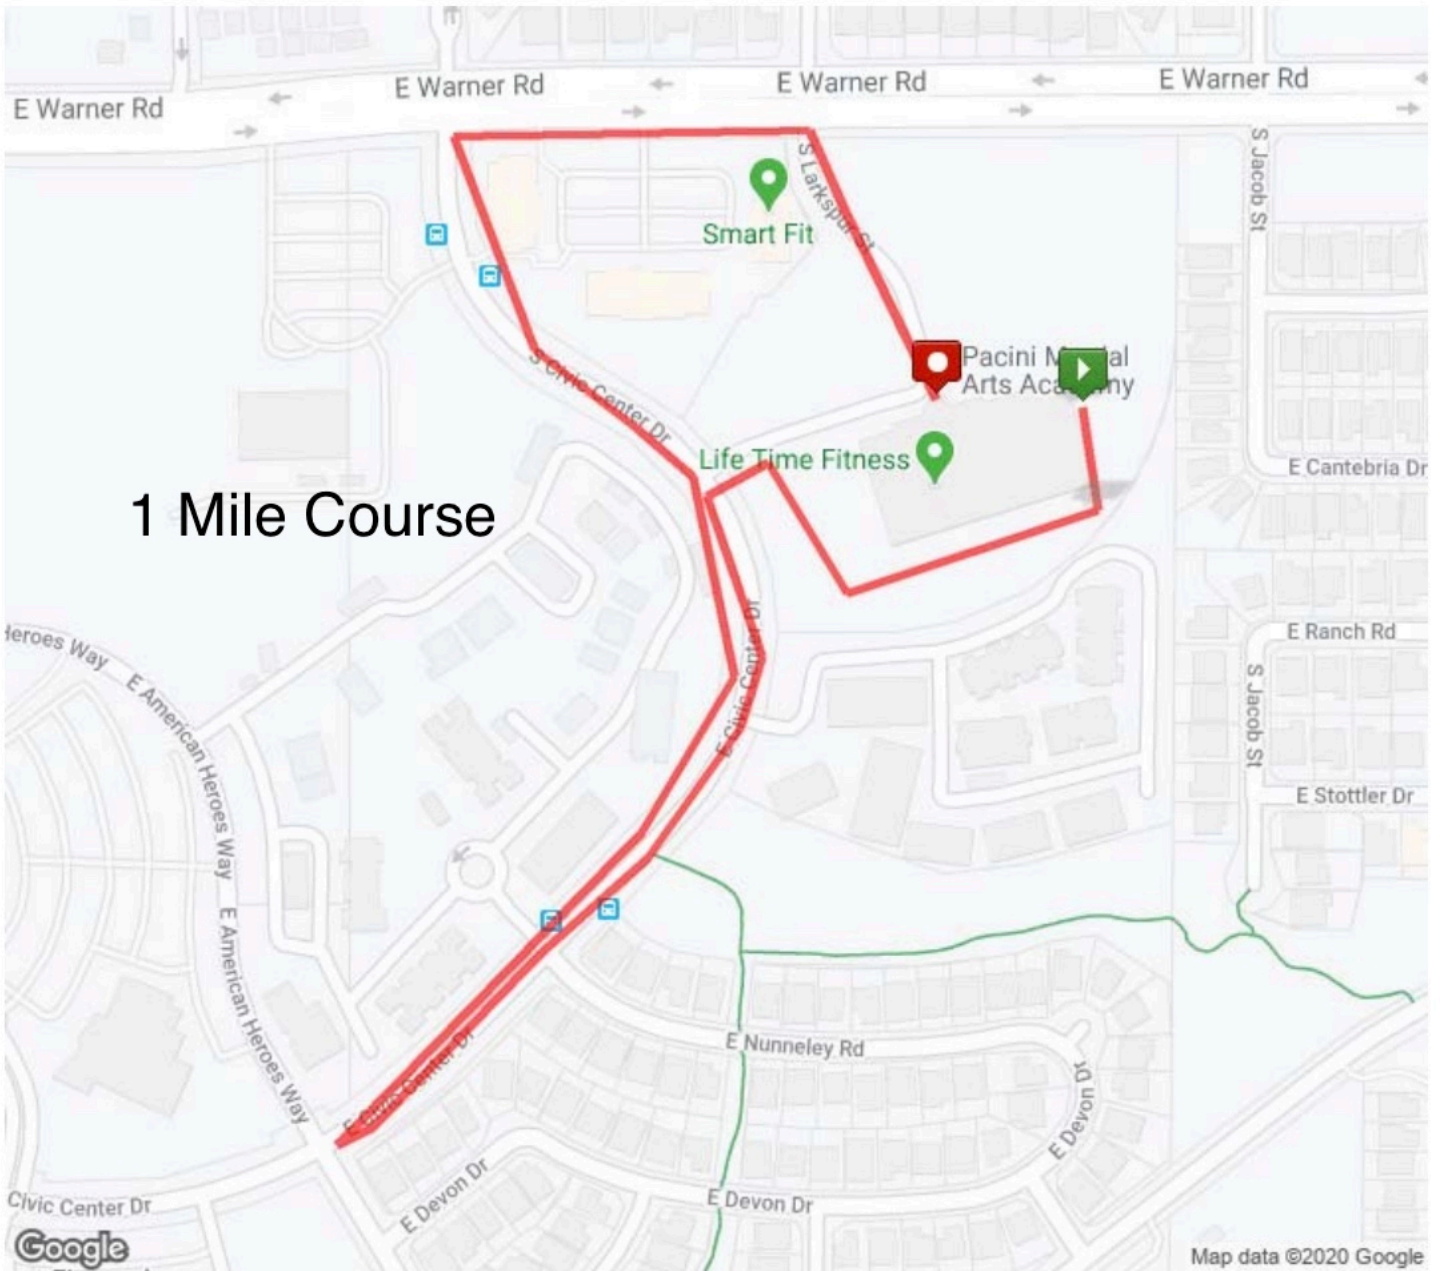 E Warner Rd
E Warner Rd
E Warner Rd
E Warner Rd
S Jacob St
S Larkspur St
Smart Fit
S Civic Center Dr
Pacini
Arts
Life Time Fitness
E Cantebria Dr
1 Mile Course
E Civic Center Dr
Heroes Way
E American Heroes Way
E Ranch Rd
S Jacob St
E Stottler Dr
E American Heroes Way
E Civic Center Dr
E Nunneley Rd
E Devon Dr
E Devon Dr
E Devon Dr
Civic Center Dr
Google
Map data ©2020 Google